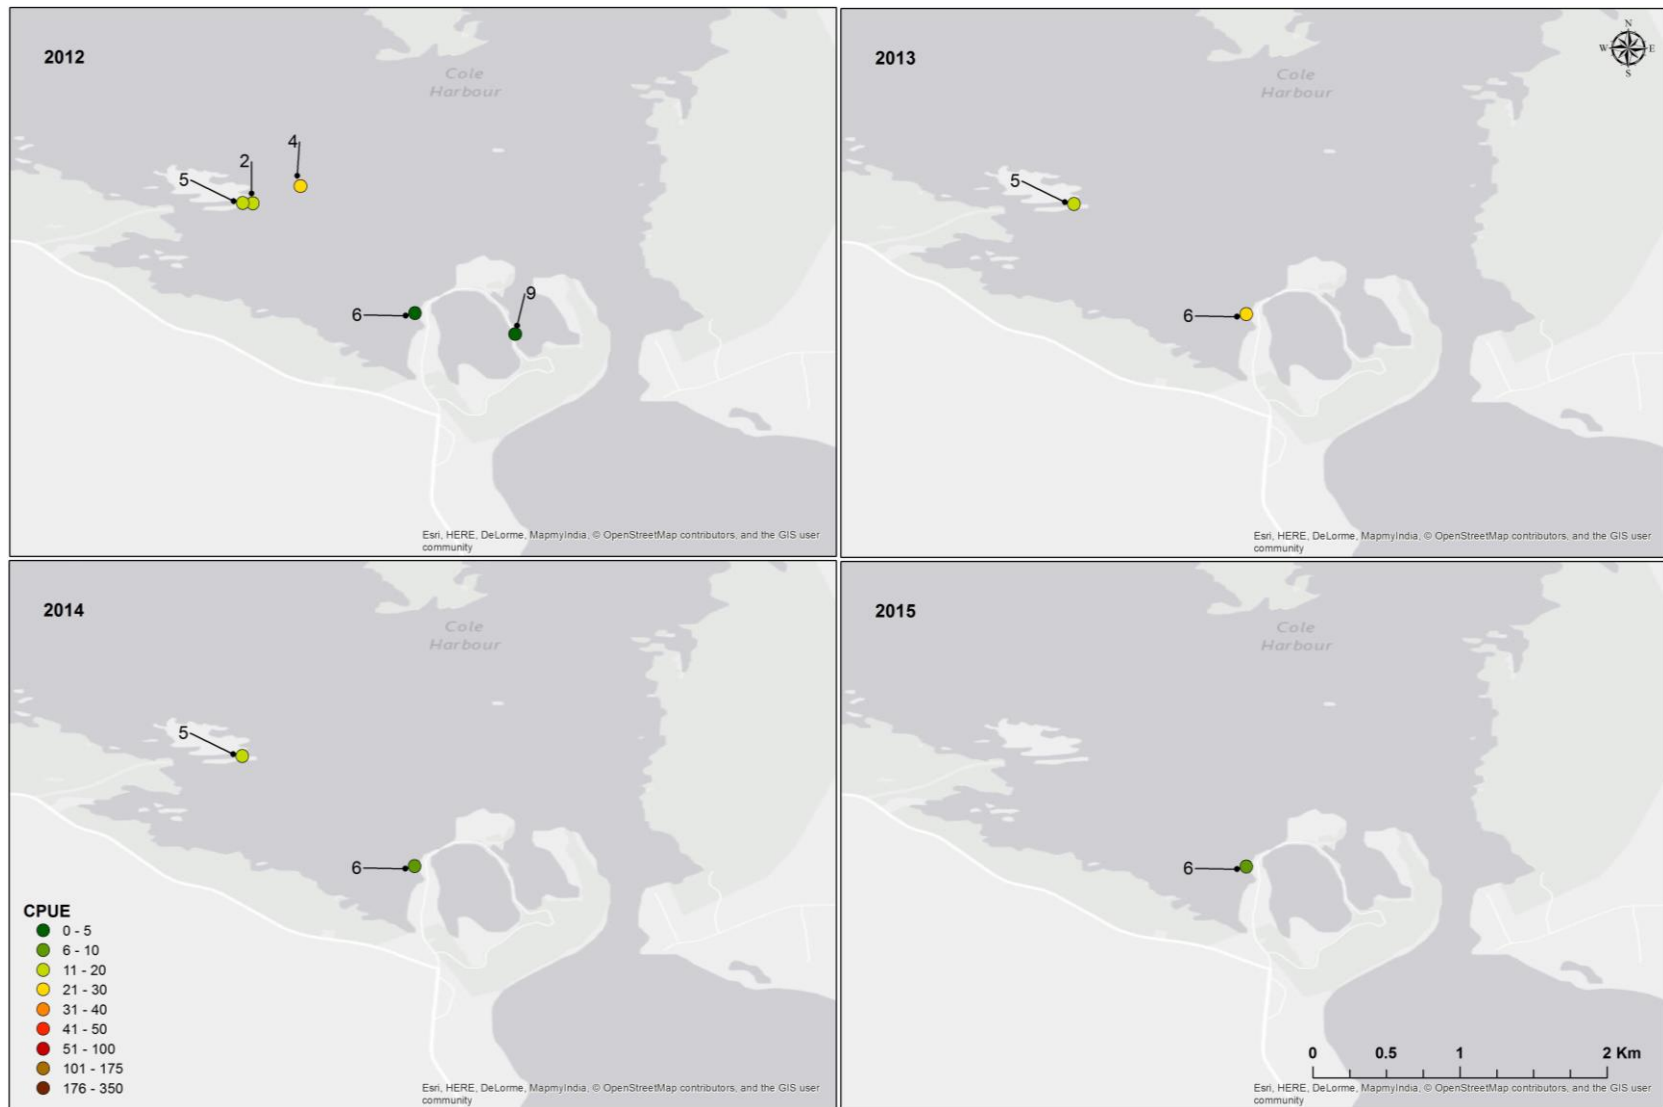 2012
Cole
Harbour
4
2
5
9
6
Esri, HERE, DeLorme, MapmyIndia, © OpenStreetMap contributors, and the GIS user
community
2013
N
W E
S
Cole
Harbour
5
6
Esri, HERE, DeLorme, MapmyIndia, © OpenStreetMap contributors, and the GIS user
community
2014
Cole
Harbour
5
6
CPUE
0 - 5
6 - 10
11 - 20
21 - 30
31 - 40
41 - 50
51 - 100
101 - 175
176 - 350
Esri, HERE, DeLorme, MapmyIndia, © OpenStreetMap contributors, and the GIS user
community
2015
Cole
Harbour
6
0 0.5 1 2 Km
Esri, HERE, DeLorme, MapmyIndia, © OpenStreetMap contributors, and the GIS user
community